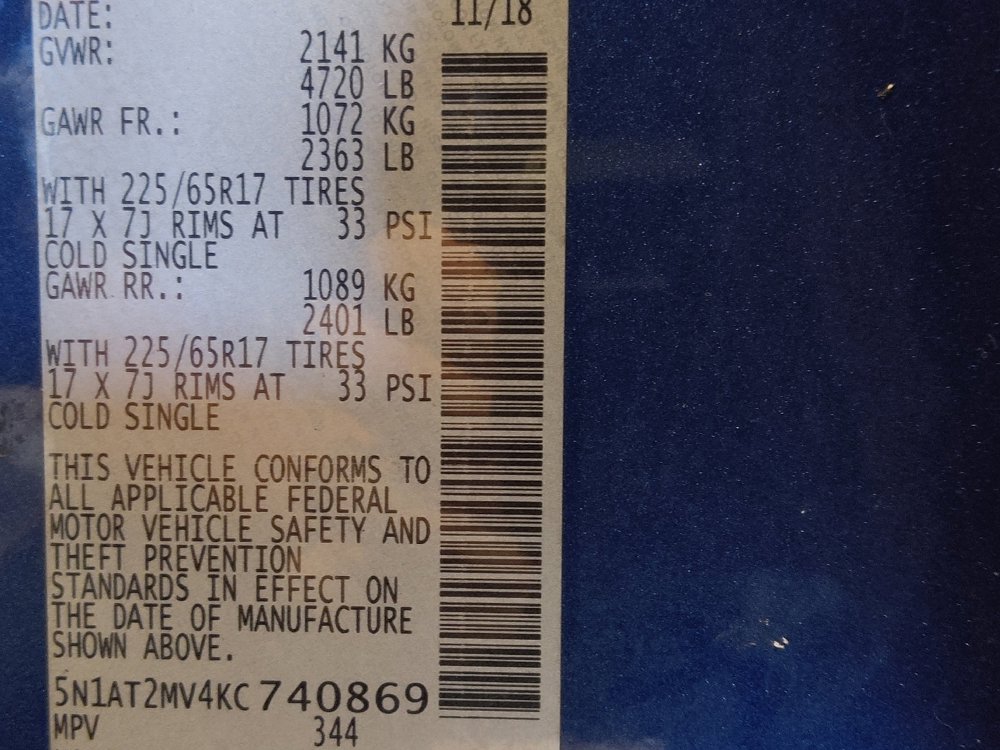 DATE: 11/18
GVWR: 2141 KG
4720 LB
GAWR FR.: 1072 KG
2363 LB
WITH 225/65R17 TIRES
17 X 7J RIMS AT 33 PSI
COLD SINGLE
GAWR RR.: 1089 KG
2401 LB
WITH 225/65R17 TIRES
17 X 7J RIMS AT 33 PSI
COLD SINGLE
THIS VEHICLE CONFORMS TO
ALL APPLICABLE FEDERAL
MOTOR VEHICLE SAFETY AND
THEFT PREVENTION
STANDARDS IN EFFECT ON
THE DATE OF MANUFACTURE
SHOWN ABOVE.
5N1AT2MV4KC740869
MPV 344